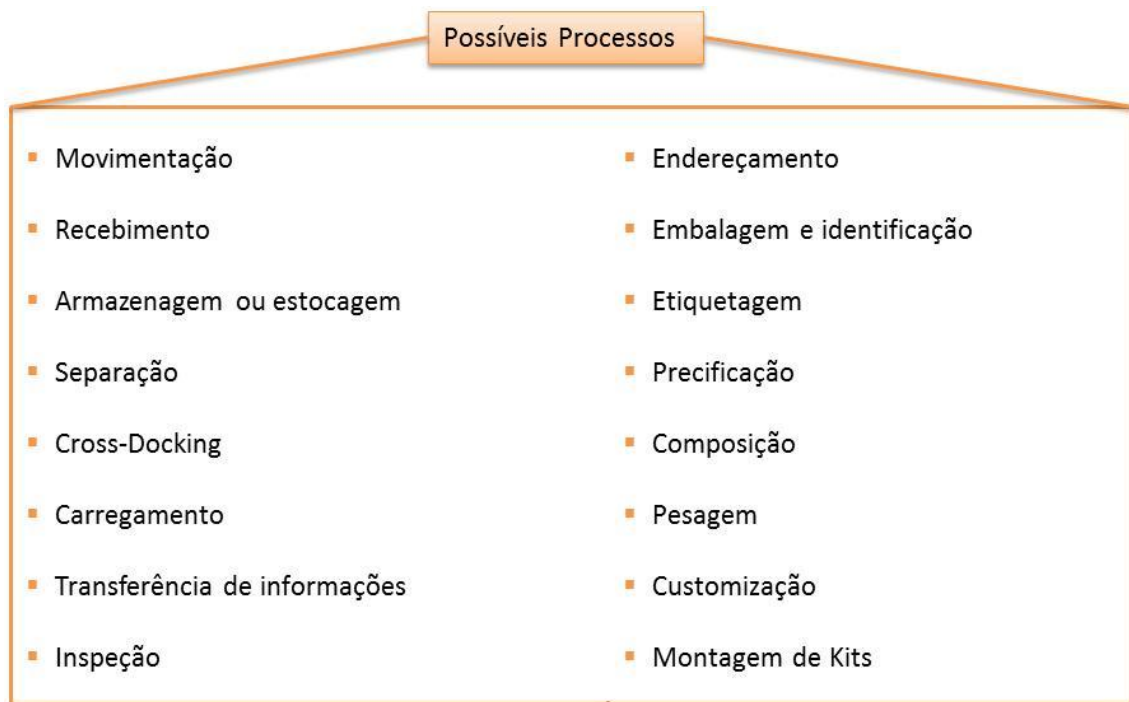 Possíveis Processos
Movimentação
Recebimento
Armazenagem ou estocagem
Separação
Cross-Docking
Carregamento
Transferência de informações
Inspeção
Endereçamento
Embalagem e identificação
Etiquetagem
Precificação
Composição
Pesagem
Customização
Montagem de Kits